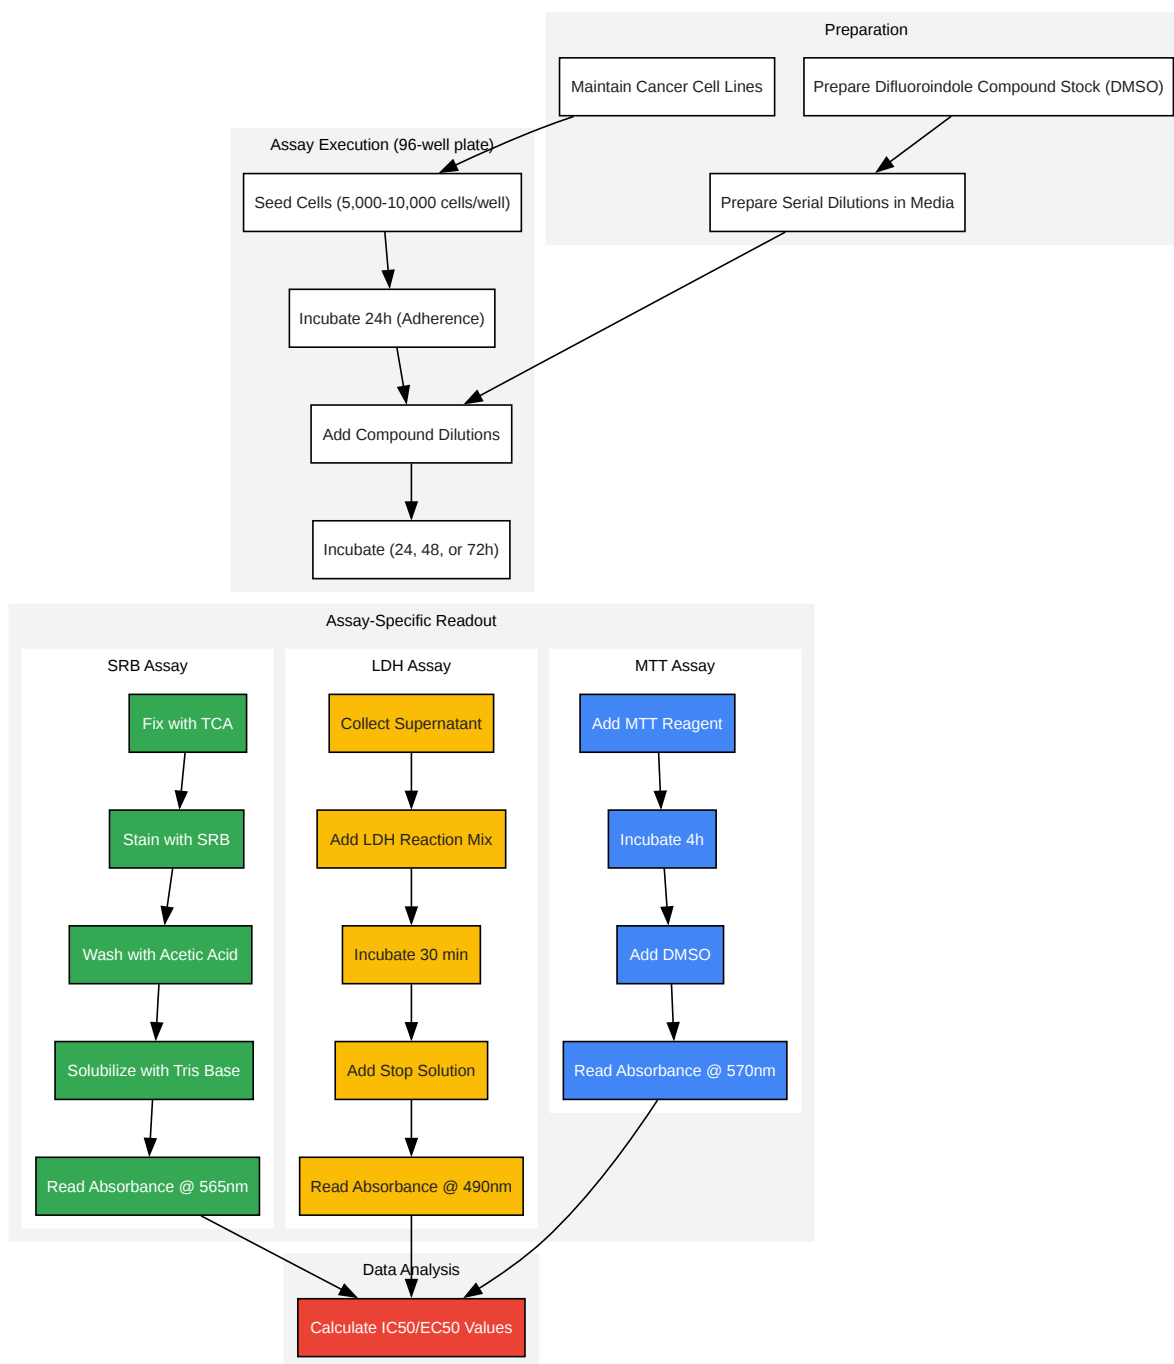 Preparation
Maintain Cancer Cell Lines
Prepare Difluoroindole Compound Stock (DMSO)
Prepare Serial Dilutions in Media
Assay Execution (96-well plate)
Seed Cells (5,000-10,000 cells/well)
Incubate 24h (Adherence)
Add Compound Dilutions
Incubate (24, 48, or 72h)
Assay-Specific Readout
SRB Assay
Fix with TCA
Stain with SRB
Wash with Acetic Acid
Solubilize with Tris Base
Read Absorbance @ 565nm
LDH Assay
Collect Supernatant
Add LDH Reaction Mix
Incubate 30 min
Add Stop Solution
Read Absorbance @ 490nm
MTT Assay
Add MTT Reagent
Incubate 4h
Add DMSO
Read Absorbance @ 570nm
Data Analysis
Calculate IC50/EC50 Values